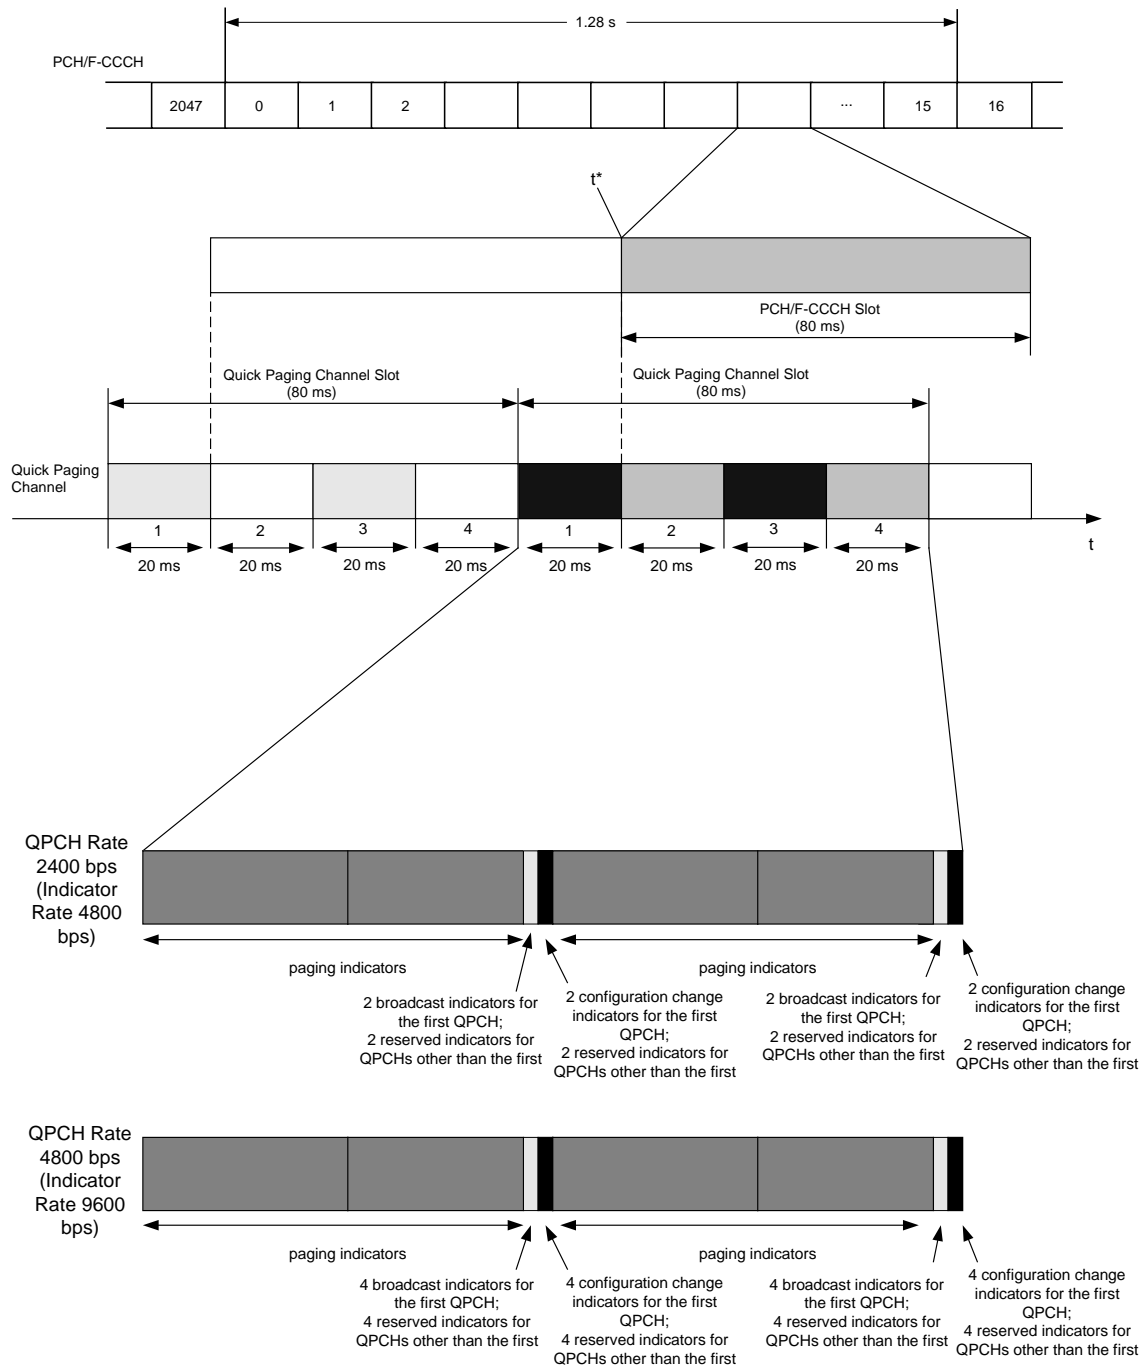 1.28 s
PCH/F-CCCH
2047 0 1 2 ... 15 16
t*
PCH/F-CCCH Slot
(80 ms)
Quick Paging Channel Slot
(80 ms)
Quick Paging Channel Slot
(80 ms)
Quick Paging
Channel
1 2 3 4 1 2 3 4
t
20 ms 20 ms 20 ms 20 ms 20 ms 20 ms 20 ms 20 ms
QPCH Rate
2400 bps
(Indicator
Rate 4800
bps)
paging indicators
paging indicators
2 broadcast indicators for
the first QPCH;
2 reserved indicators for
QPCHs other than the first
2 configuration change
indicators for the first
QPCH;
2 reserved indicators for
QPCHs other than the first
2 broadcast indicators for
the first QPCH;
2 reserved indicators for
QPCHs other than the first
2 configuration change
indicators for the first
QPCH;
2 reserved indicators for
QPCHs other than the first
QPCH Rate
4800 bps
(Indicator
Rate 9600
bps)
paging indicators
paging indicators
4 broadcast indicators for
the first QPCH;
4 reserved indicators for
QPCHs other than the first
4 configuration change
indicators for the first
QPCH;
4 reserved indicators for
QPCHs other than the first
4 broadcast indicators for
the first QPCH;
4 reserved indicators for
QPCHs other than the first
4 configuration change
indicators for the first
QPCH;
4 reserved indicators for
QPCHs other than the first